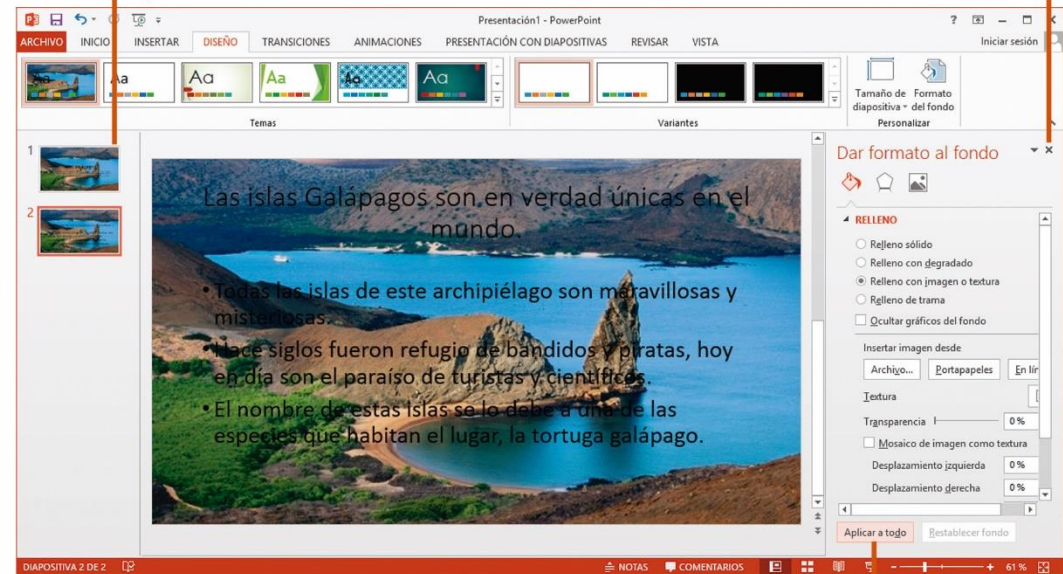 Presentación1 - PowerPoint
ARCHIVO INICIO INSERTAR DISEÑO TRANSICIONES ANIMACIONES PRESENTACIÓN CON DIAPOSITIVAS REVISAR VISTA Iniciar sesión
Aa Aa Aa Aa Aa Aa
Tamaño de diapositiva
Formato del fondo
Temas Variantes Personalizar
1
2
Las islas Galápagos son en verdad únicas en el
mundo.
• Todas las islas de este archipiélago son maravillosas y
misteriosas.
• Hace siglos fueron refugio de bandidos y piratas, hoy
en día son el paraíso de turistas y científicos.
• El nombre de estas Islas se lo debe a una de las
especies que habitan el lugar, la tortuga galápago.
Dar formato al fondo
RELLENO
Relleno sólido
Relleno con degradado
Relleno con imagen o textura
Relleno de trama
Ocultar gráficos del fondo
Insertar imagen desde
Archivo... Portapapeles En lín
Textura
Transparencia 0 %
Mosaico de imagen como textura
Desplazamiento izquierda 0 %
Desplazamiento derecha 0 %
Aplicar a todo Restablecer fondo
DIAPOSITIVA 2 DE 2 NOTAS COMENTARIOS 61 %